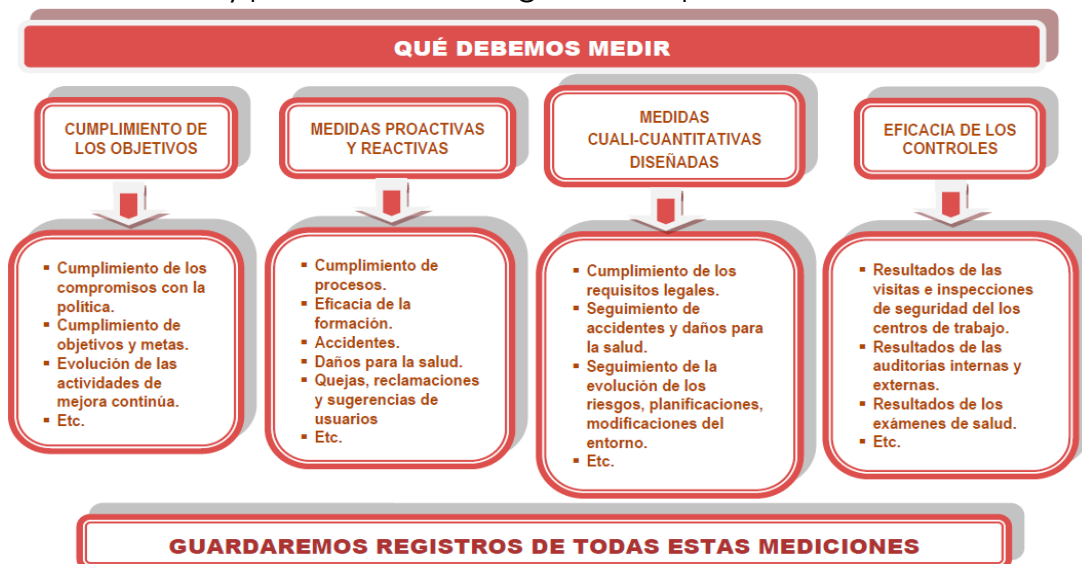 QUÉ DEBEMOS MEDIR
CUMPLIMIENTO DE
LOS OBJETIVOS
▪ Cumplimiento de los
compromisos con la
política.
▪ Cumplimiento de
objetivos y metas.
▪ Evolución de las
actividades de
mejora continúa.
▪ Etc.
MEDIDAS PROACTIVAS
Y REACTIVAS
▪ Cumplimiento de
procesos.
▪ Eficacia de la
formación.
▪ Accidentes.
▪ Daños para la salud.
▪ Quejas, reclamaciones
y sugerencias de
usuarios
▪ Etc.
MEDIDAS
CUALI-CUANTITATIVAS
DISEÑADAS
▪ Cumplimiento de los
requisitos legales.
▪ Seguimiento de
accidentes y daños para
la salud.
▪ Seguimiento de la
evolución de los
riesgos, planificaciones,
modificaciones del
entorno.
▪ Etc.
EFICACIA DE LOS
CONTROLES
▪ Resultados de las
visitas e inspecciones
de seguridad del los
centros de trabajo.
▪ Resultados de las
auditorías internas y
externas.
▪ Resultados de los
exámenes de salud.
▪ Etc.
GUARDAREMOS REGISTROS DE TODAS ESTAS MEDICIONES